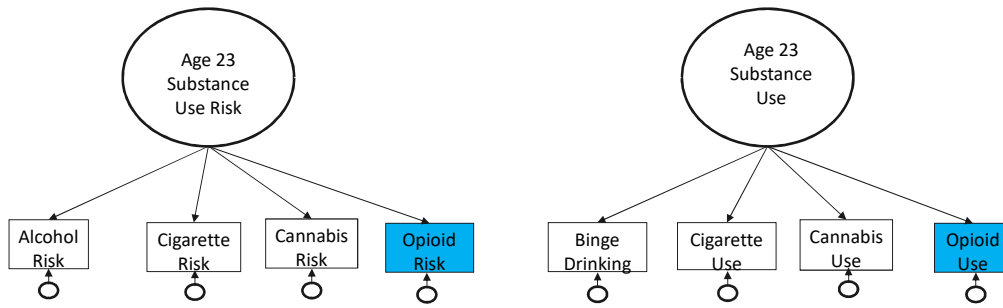 Age 23
Substance
Use Risk
Age 23
Substance
Use
Alcohol
Risk
Cigarette
Risk
Cannabis
Risk
Opioid
Risk
Binge
Drinking
Cigarette
Use
Cannabis
Use
Opioid
Use